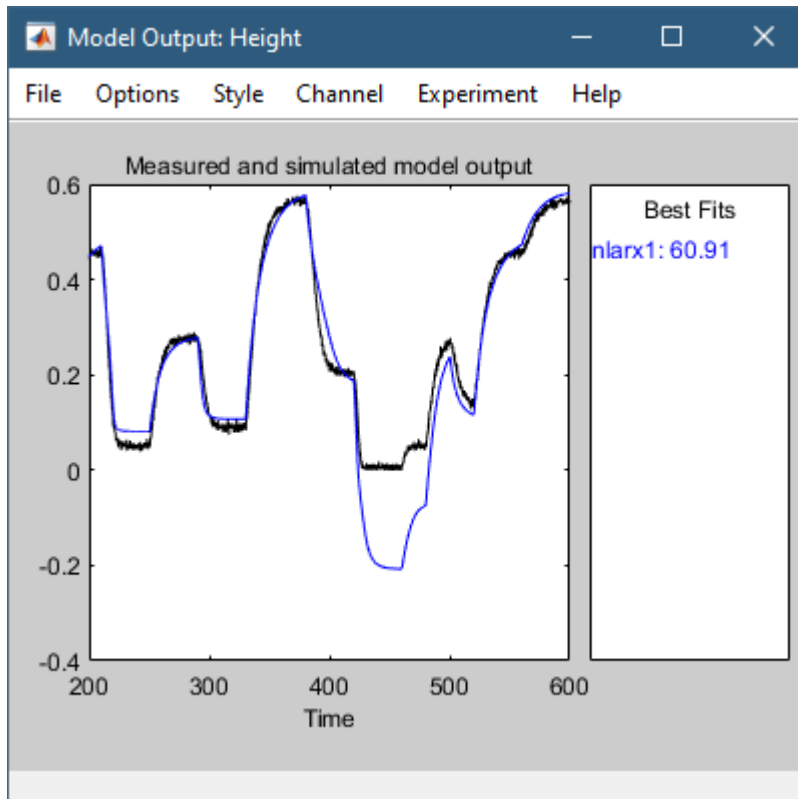 Model Output: Height
File Options Style Channel Experiment Help
Measured and simulated model output
0.6
0.4
0.2
0
-0.2
-0.4
200 300 400 500 600
Time
Best Fits
nlarx1: 60.91